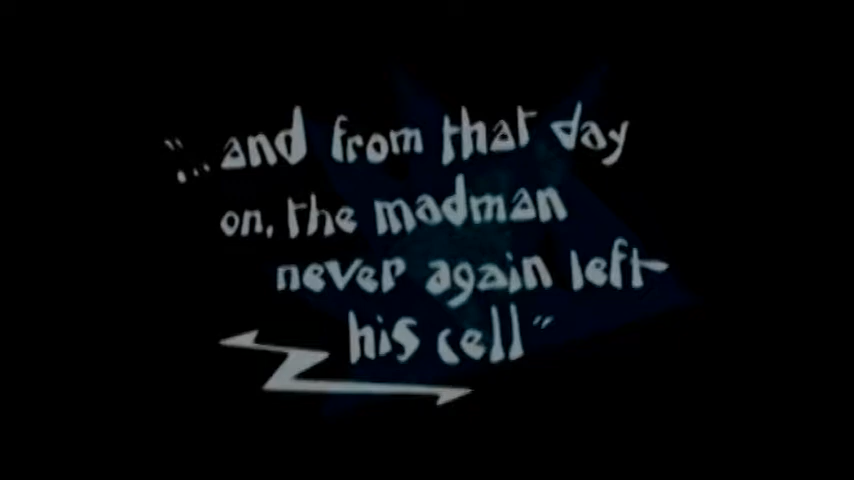 "...and from that day
on, the madman
never again left
his cell"